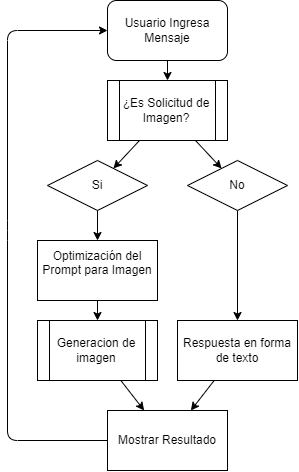 Usuario Ingresa
Mensaje
¿Es Solicitud de
Imagen?
Si
No
Optimización del
Prompt para Imagen
Generacion de
imagen
Respuesta en forma
de texto
Mostrar Resultado